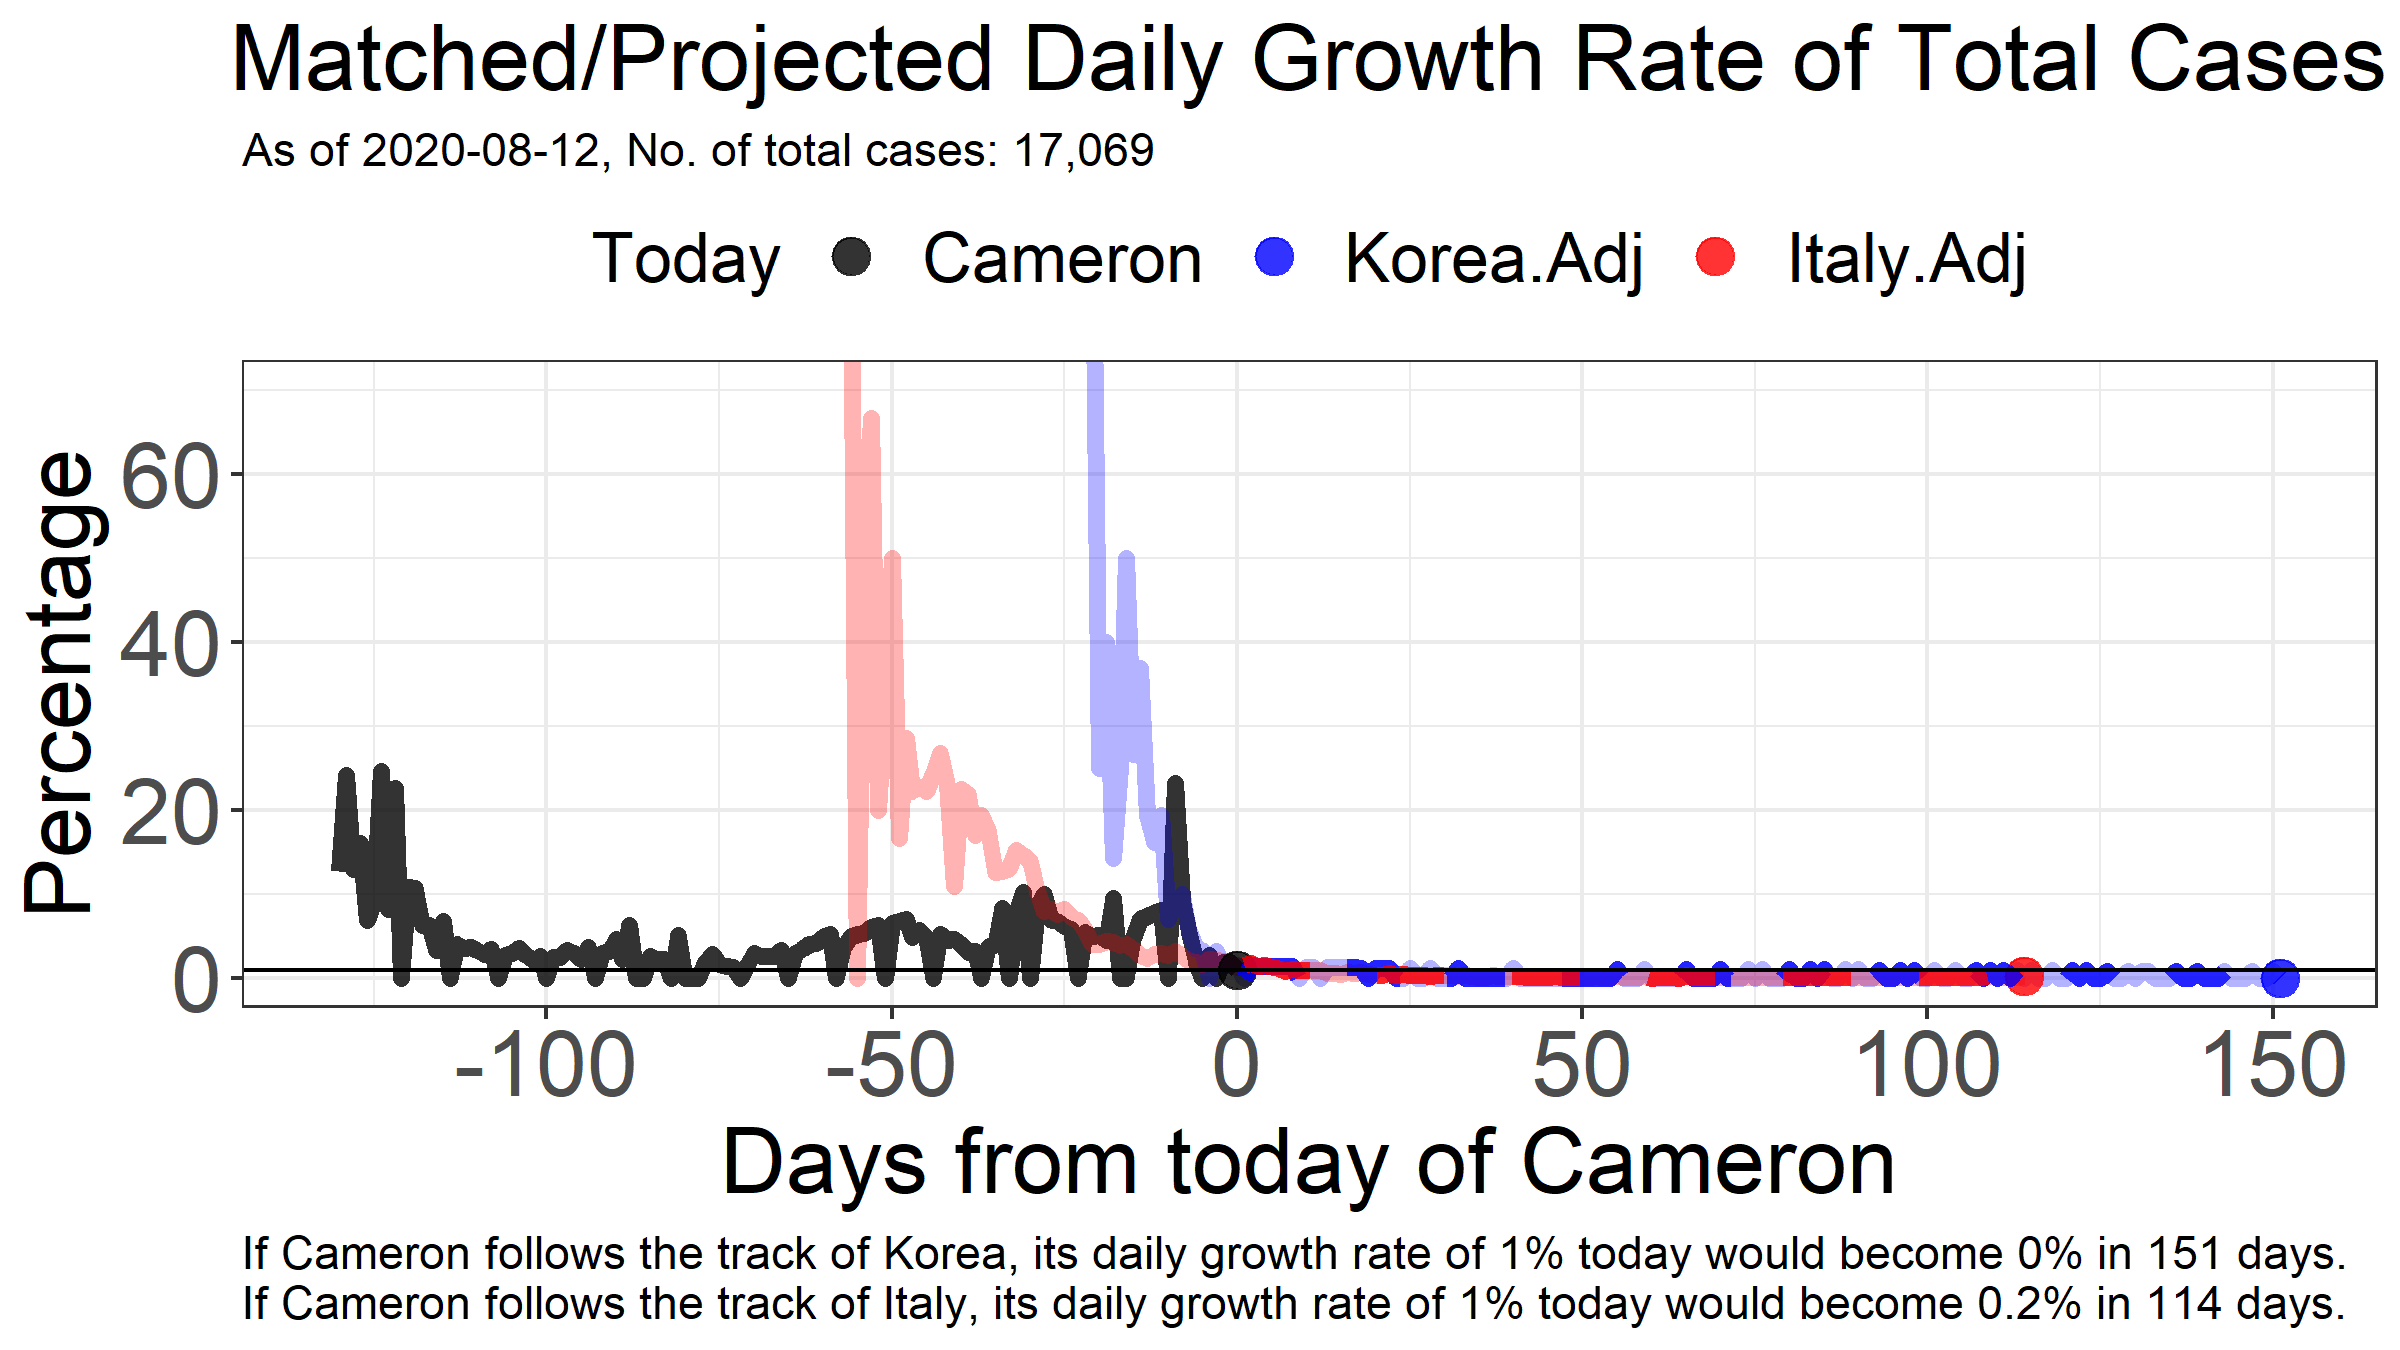 Matched/Projected Daily Growth Rate of Total Cases
As of 2020-08-12, No. of total cases: 17,069
Today Cameron Korea.Adj Italy.Adj
Percentage
60
40
20
0
-100 -50 0 50 100 150
Days from today of Cameron
If Cameron follows the track of Korea, its daily growth rate of 1% today would become 0% in 151 days.
If Cameron follows the track of Italy, its daily growth rate of 1% today would become 0.2% in 114 days.